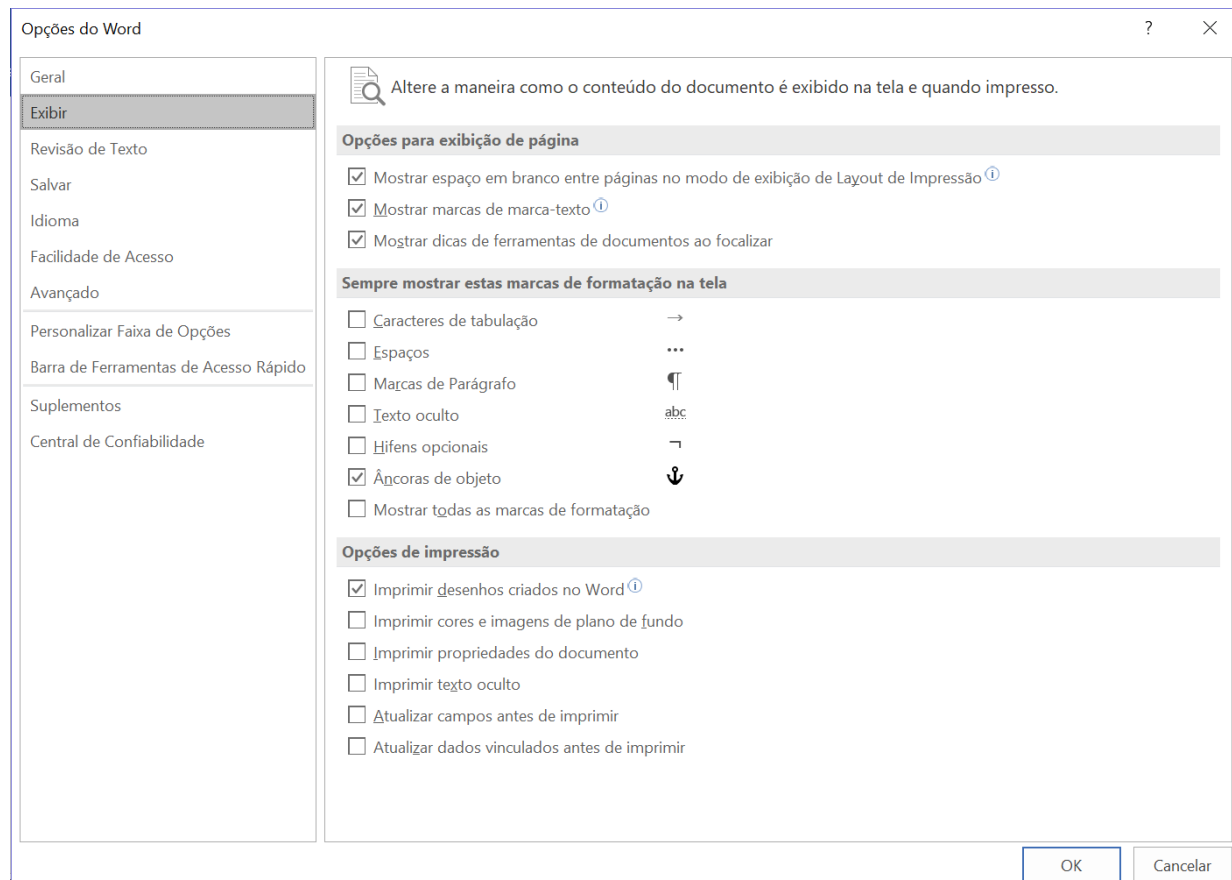 Opções do Word
?
Geral
Exibir
Revisão de Texto
Salvar
Idioma
Facilidade de Acesso
Avançado
Personalizar Faixa de Opções
Barra de Ferramentas de Acesso Rápido
Suplementos
Central de Confiabilidade
Altere a maneira como o conteúdo do documento é exibido na tela e quando impresso.
Opções para exibição de página
Mostrar espaço em branco entre páginas no modo de exibição de Layout de Impressão
Mostrar marcas de marca-texto
Mostrar dicas de ferramentas de documentos ao focalizar
Sempre mostrar estas marcas de formatação na tela
Caracteres de tabulação →
Espaços ...
Marcas de Parágrafo ¶
Texto oculto abc
Hifens opcionais ¬
Âncoras de objeto
Mostrar todas as marcas de formatação
Opções de impressão
Imprimir desenhos criados no Word
Imprimir cores e imagens de plano de fundo
Imprimir propriedades do documento
Imprimir texto oculto
Atualizar campos antes de imprimir
Atualizar dados vinculados antes de imprimir
OK
Cancelar